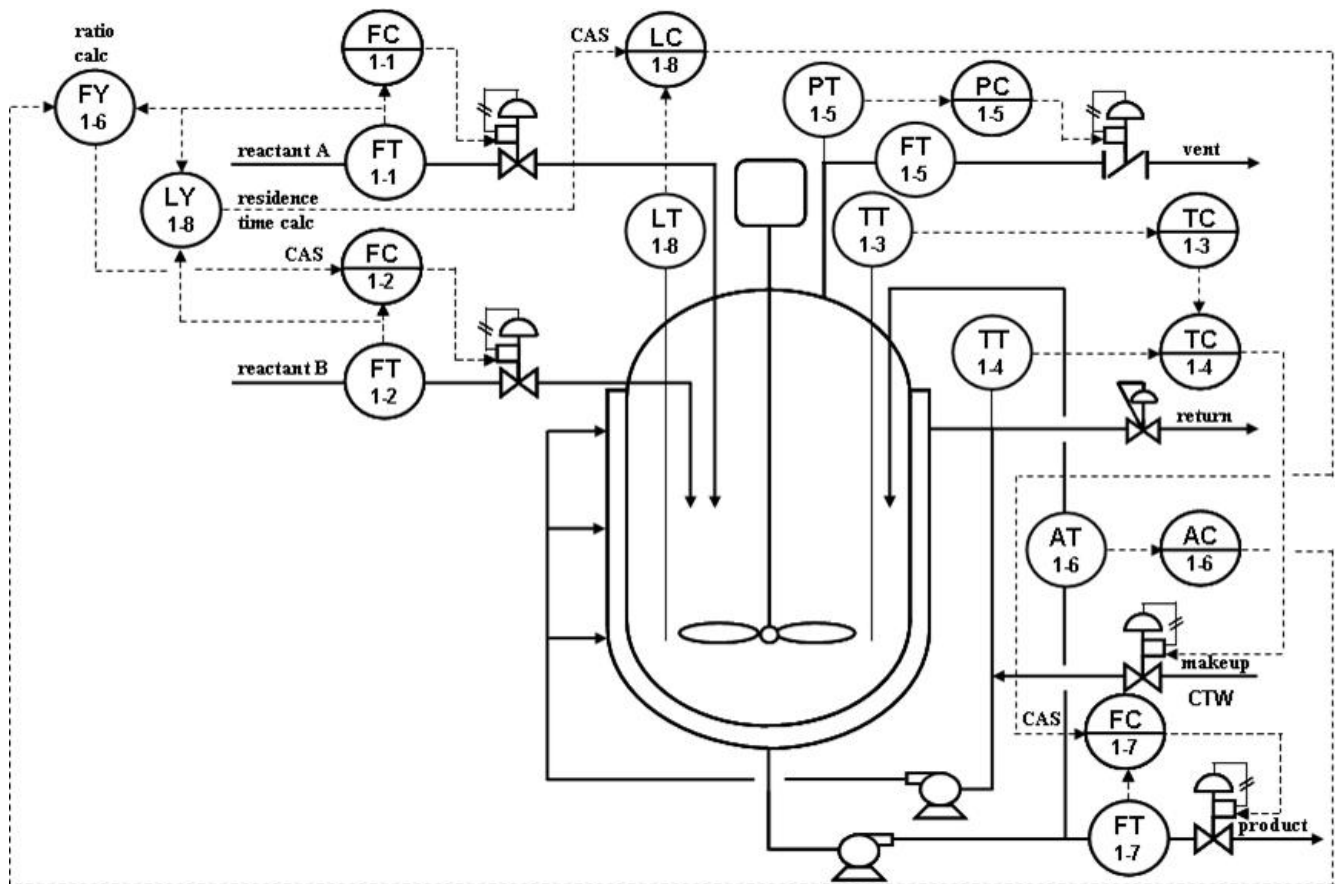 ratio
calc
FY
1-6
FC
1-1
CAS
LC
1-8
PT
1-5
PC
1-5
reactant A
FT
1-1
FT
1-5
vent
LY
1-8
residence
time calc
LT
1-8
TT
1-3
TC
1-3
CAS
FC
1-2
TT
1-4
TC
1-4
reactant B
FT
1-2
return
AT
1-6
AC
1-6
makeup
CTW
CAS
FC
1-7
FT
1-7
product